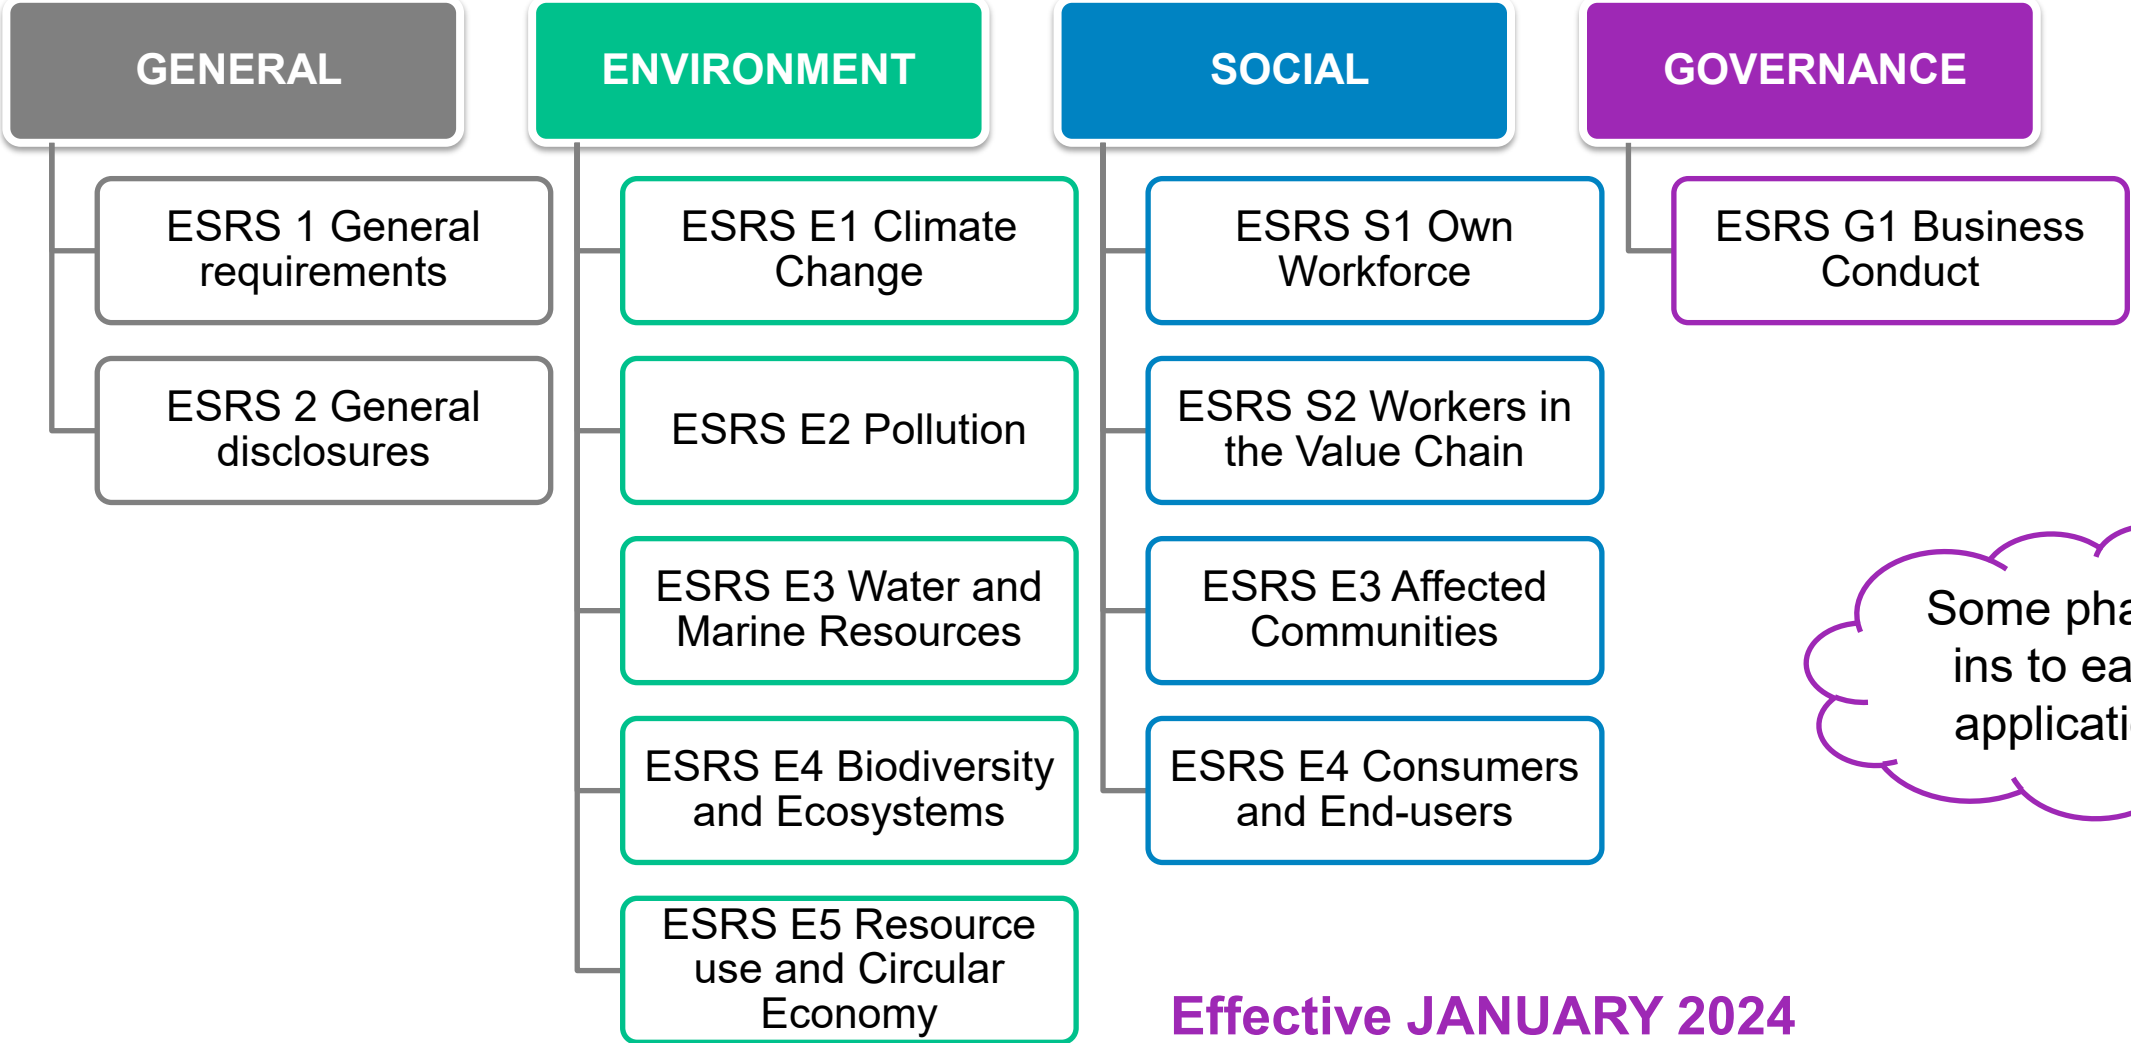 GENERAL
ESRS 1 General
requirements
ESRS 2 General
disclosures
ENVIRONMENT
ESRS E1 Climate
Change
ESRS E2 Pollution
ESRS E3 Water and
Marine Resources
ESRS E4 Biodiversity
and Ecosystems
ESRS E5 Resource
use and Circular
Economy
SOCIAL
ESRS S1 Own
Workforce
ESRS S2 Workers in
the Value Chain
ESRS E3 Affected
Communities
ESRS E4 Consumers
and End-users
GOVERNANCE
ESRS G1 Business
Conduct
Some
ins to
Effective JANUARY 2024